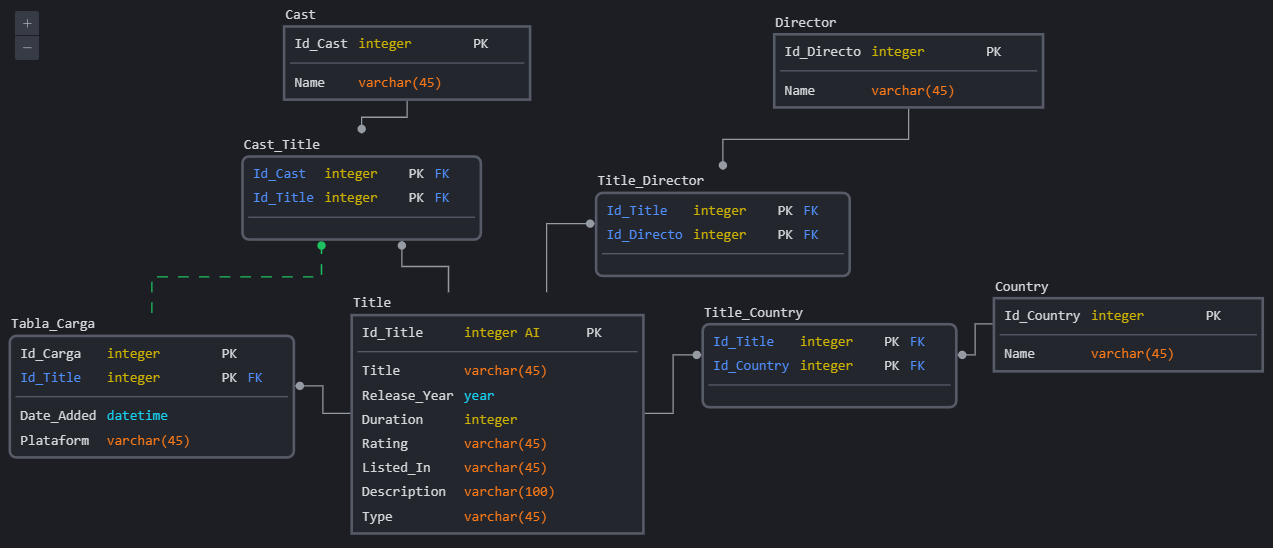 +
−
Cast
Id_Cast integer PK
Name varchar(45)
Director
Id_Directo integer PK
Name varchar(45)
Cast_Title
Id_Cast integer PK FK
Id_Title integer PK FK
Title_Director
Id_Title integer PK FK
Id_Directo integer PK FK
Tabla_Carga
Id_Carga integer PK
Id_Title integer PK FK
Date_Added datetime
Plataform varchar(45)
Title
Id_Title integer AI PK
Title varchar(45)
Release_Year year
Duration integer
Rating varchar(45)
Listed_In varchar(45)
Description varchar(100)
Type varchar(45)
Title_Country
Id_Title integer PK FK
Id_Country integer PK FK
Country
Id_Country integer PK
Name varchar(45)